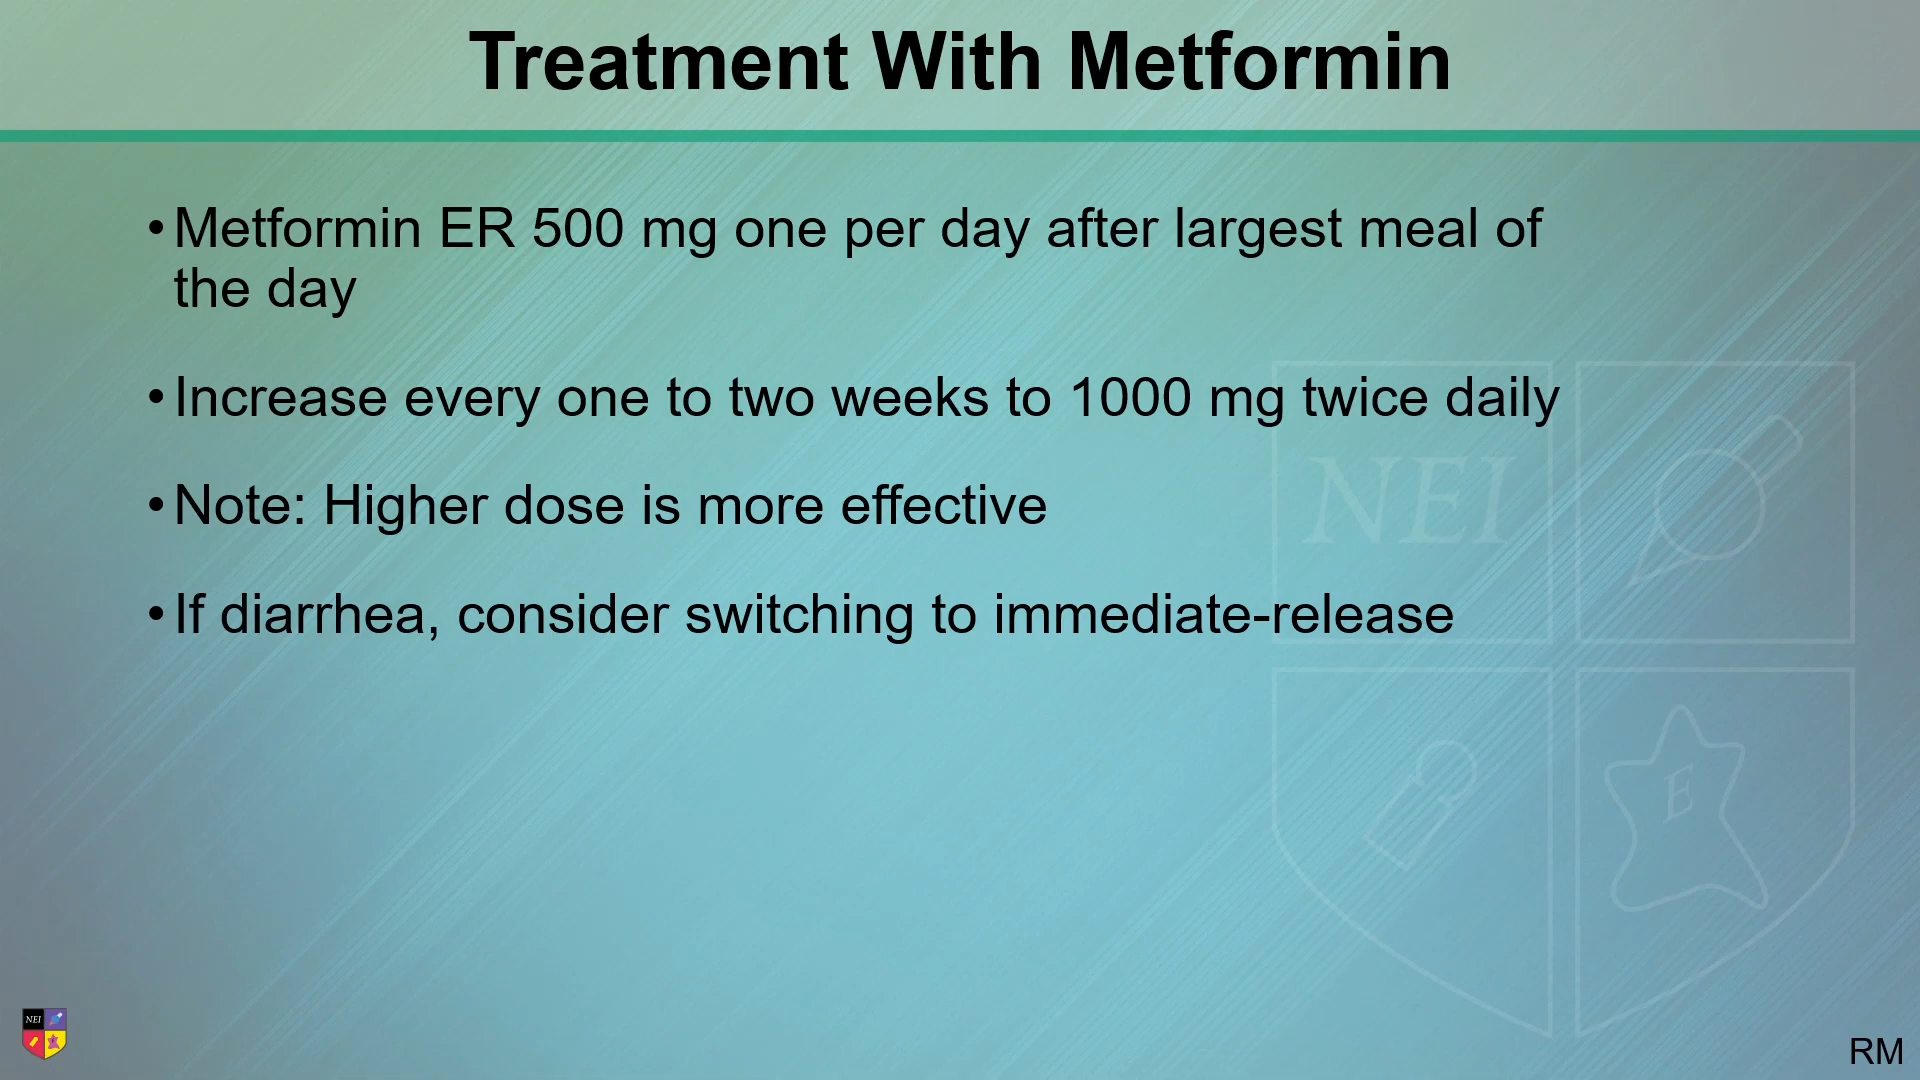 Treatment With Metformin
•Metformin ER 500 mg one per day after largest meal of
the day
•Increase every one to two weeks to 1000 mg twice daily
•Note: Higher dose is more effective
•If diarrhea, consider switching to immediate-release
NEI
E
NEI
RM